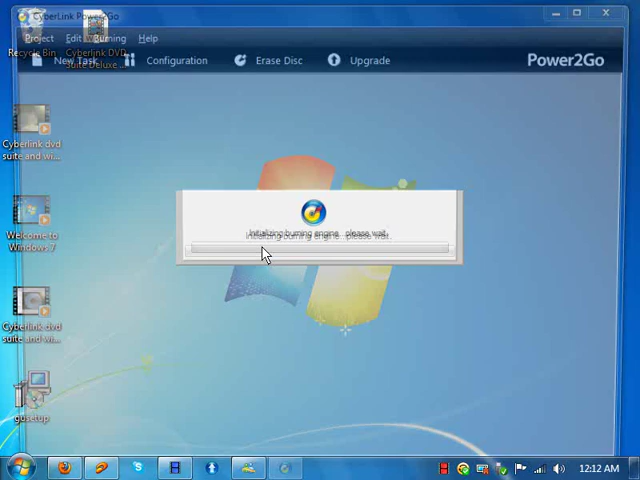 CyberLink Power2Go
Project Edit Burning Help
New Task Configuration Erase Disc Upgrade Power2Go
Recycle Bin
Cyberlink DVD
Suite Deluxe ...
Cyberlink dvd
suite and wi...
Initializing burning engine...please wait..
Welcome to
Windows 7
Cyberlink dvd
suite and wi...
12:12 AM